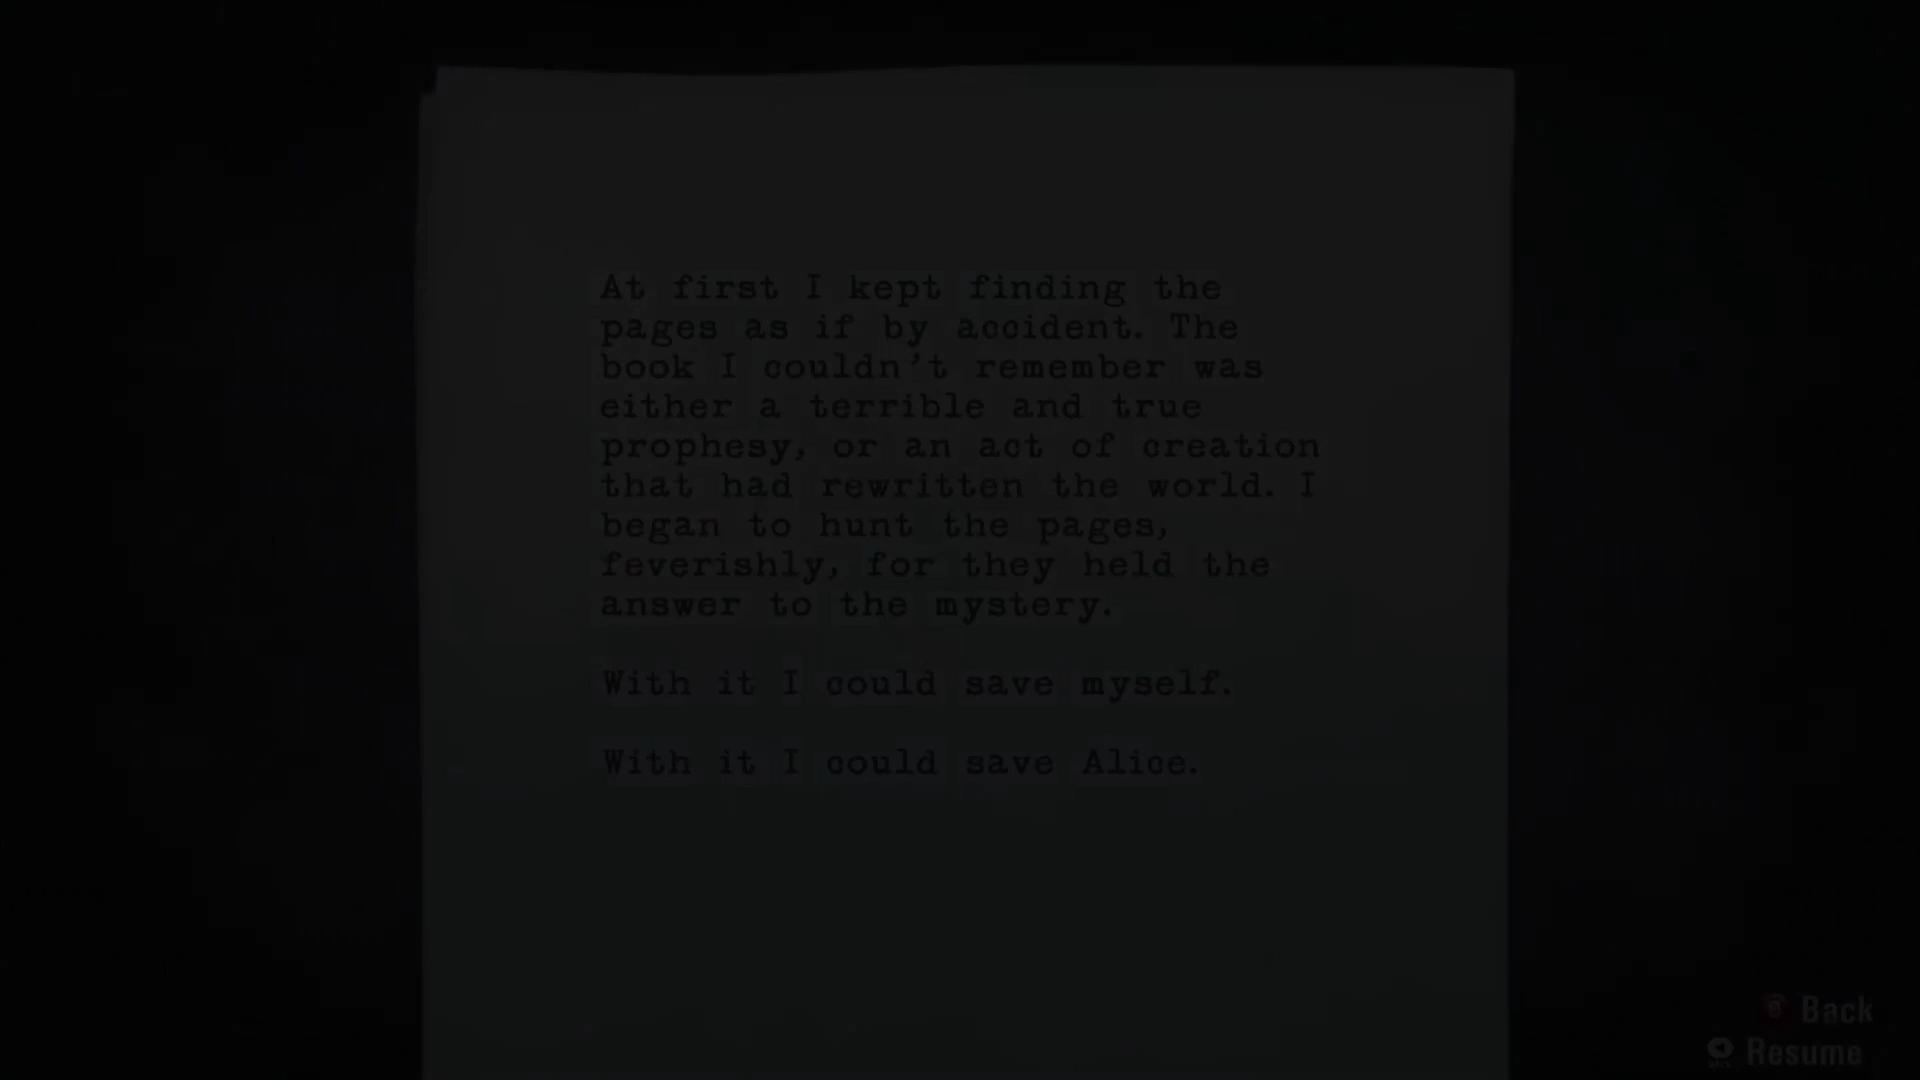 At first I kept finding the
pages as if by accident. The
book I couldn't remember was
either a terrible and true
prophesy, or an act of creation
that had rewritten the world. I
began to hunt the pages,
feverishly, for they held the
answer to the mystery.
With it I could save myself.
With it I could save Alice.
B Back
Resume